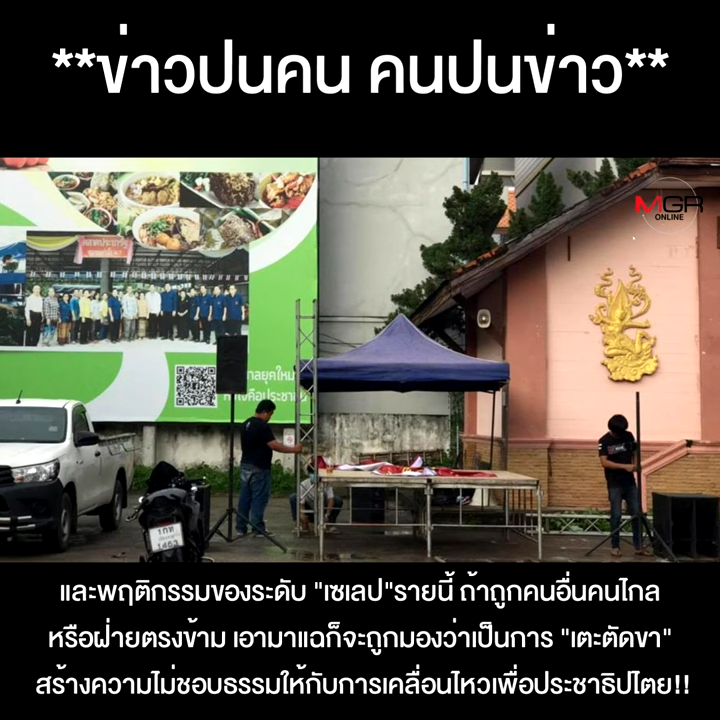 **ข่าวปนคน คนปนข่าว**
MGR
ONLINE
และพฤติกรรมของระดับ "เซเลป"รายนี้ ถ้าถูกคนอื่นคนไกล
หรือฝ่ายตรงข้าม เอามาแฉก็จะถูกมองว่าเป็นการ "เตะตัดขา"
สร้างความไม่ชอบธรรมให้กับการเคลื่อนไหวเพื่อประชาธิปไตย!!